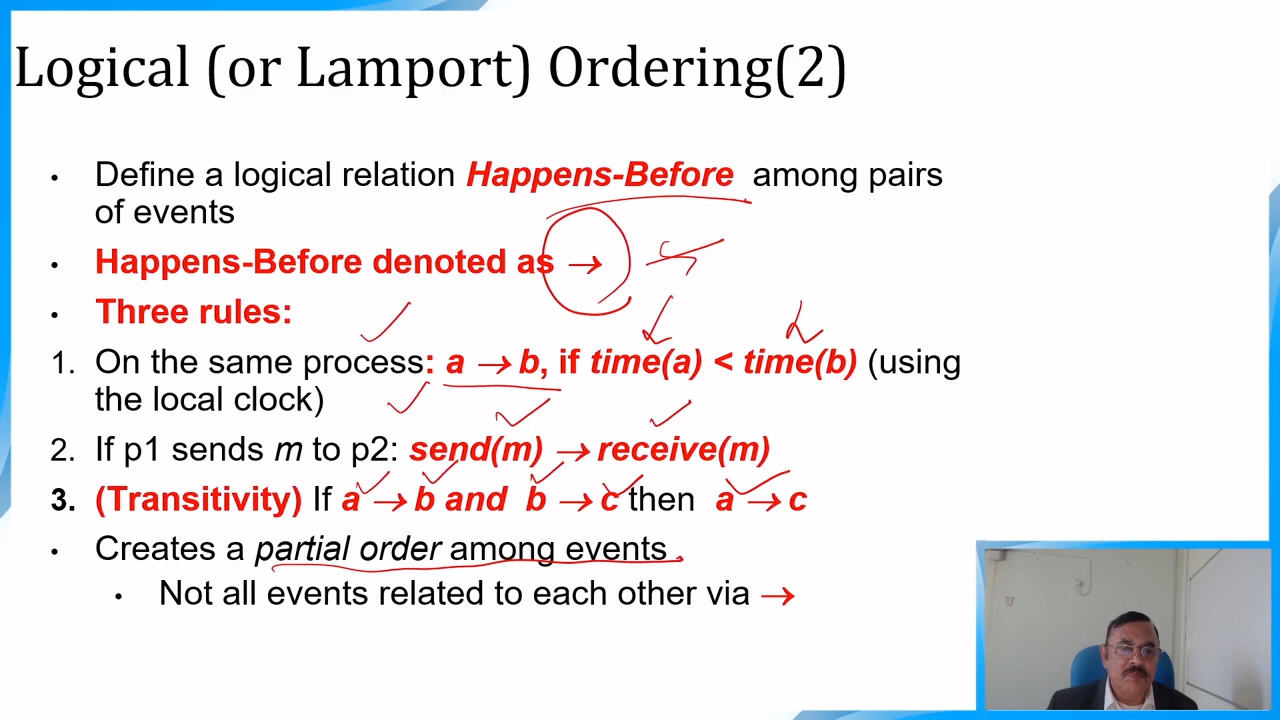 Logical (or Lamport) Ordering(2)
• Define a logical relation Happens-Before among pairs
of events
• Happens-Before denoted as →
• Three rules:
1. On the same process: a → b, if time(a) < time(b) (using
the local clock)
2. If p1 sends m to p2: send(m) → receive(m)
3. (Transitivity) If a → b and b → c then a → c
• Creates a partial order among events
• Not all events related to each other via →